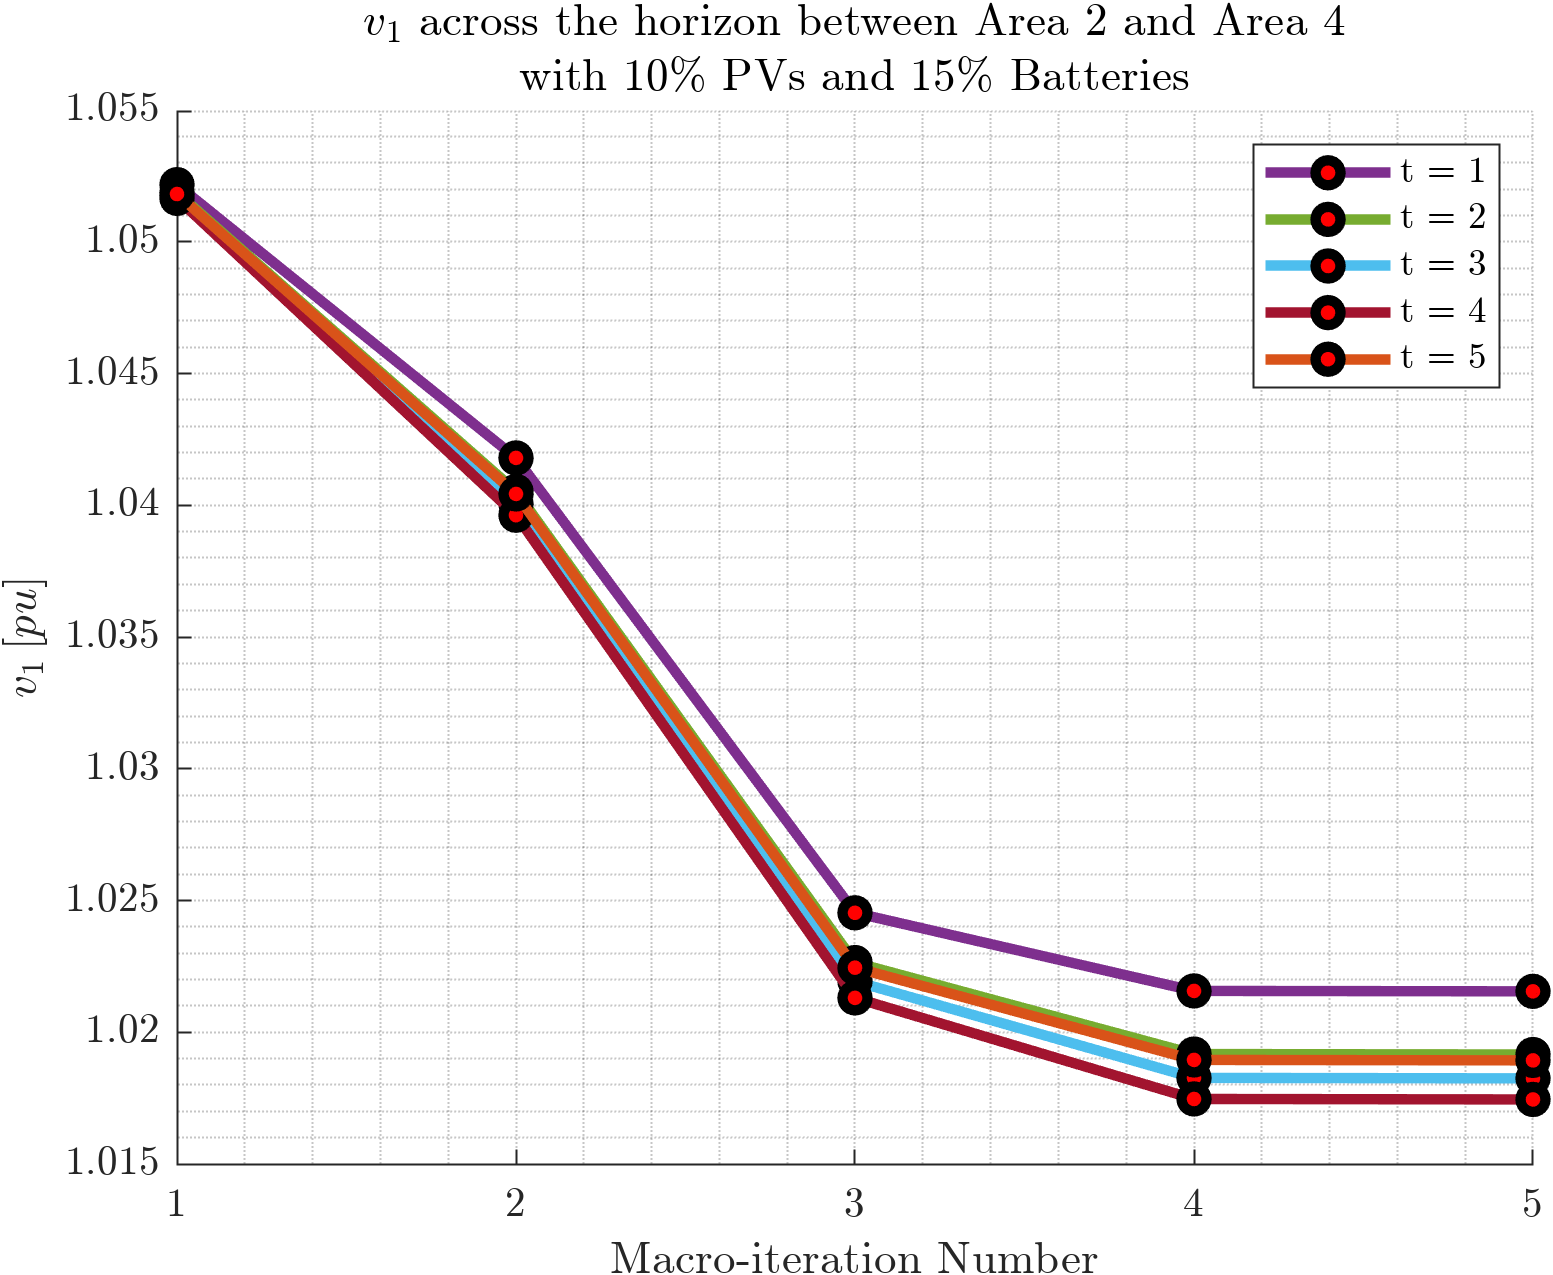 v₁ across the horizon between Area 2 and Area 4
with 10% PVs and 15% Batteries
1.055
1.05
1.045
1.04
1.035
1.03
1.025
1.02
1.015
v₁ [pu]
t = 1
t = 2
t = 3
t = 4
t = 5
1 2 3 4 5
Macro-iteration Number